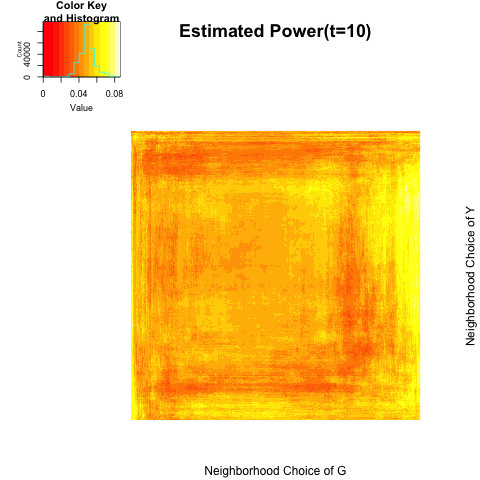 Color Key
and Histogram
Estimated Power(t=10)
Count
0 40000
0 0.04 0.08
Value
Neighborhood Choice of Y
Neighborhood Choice of G